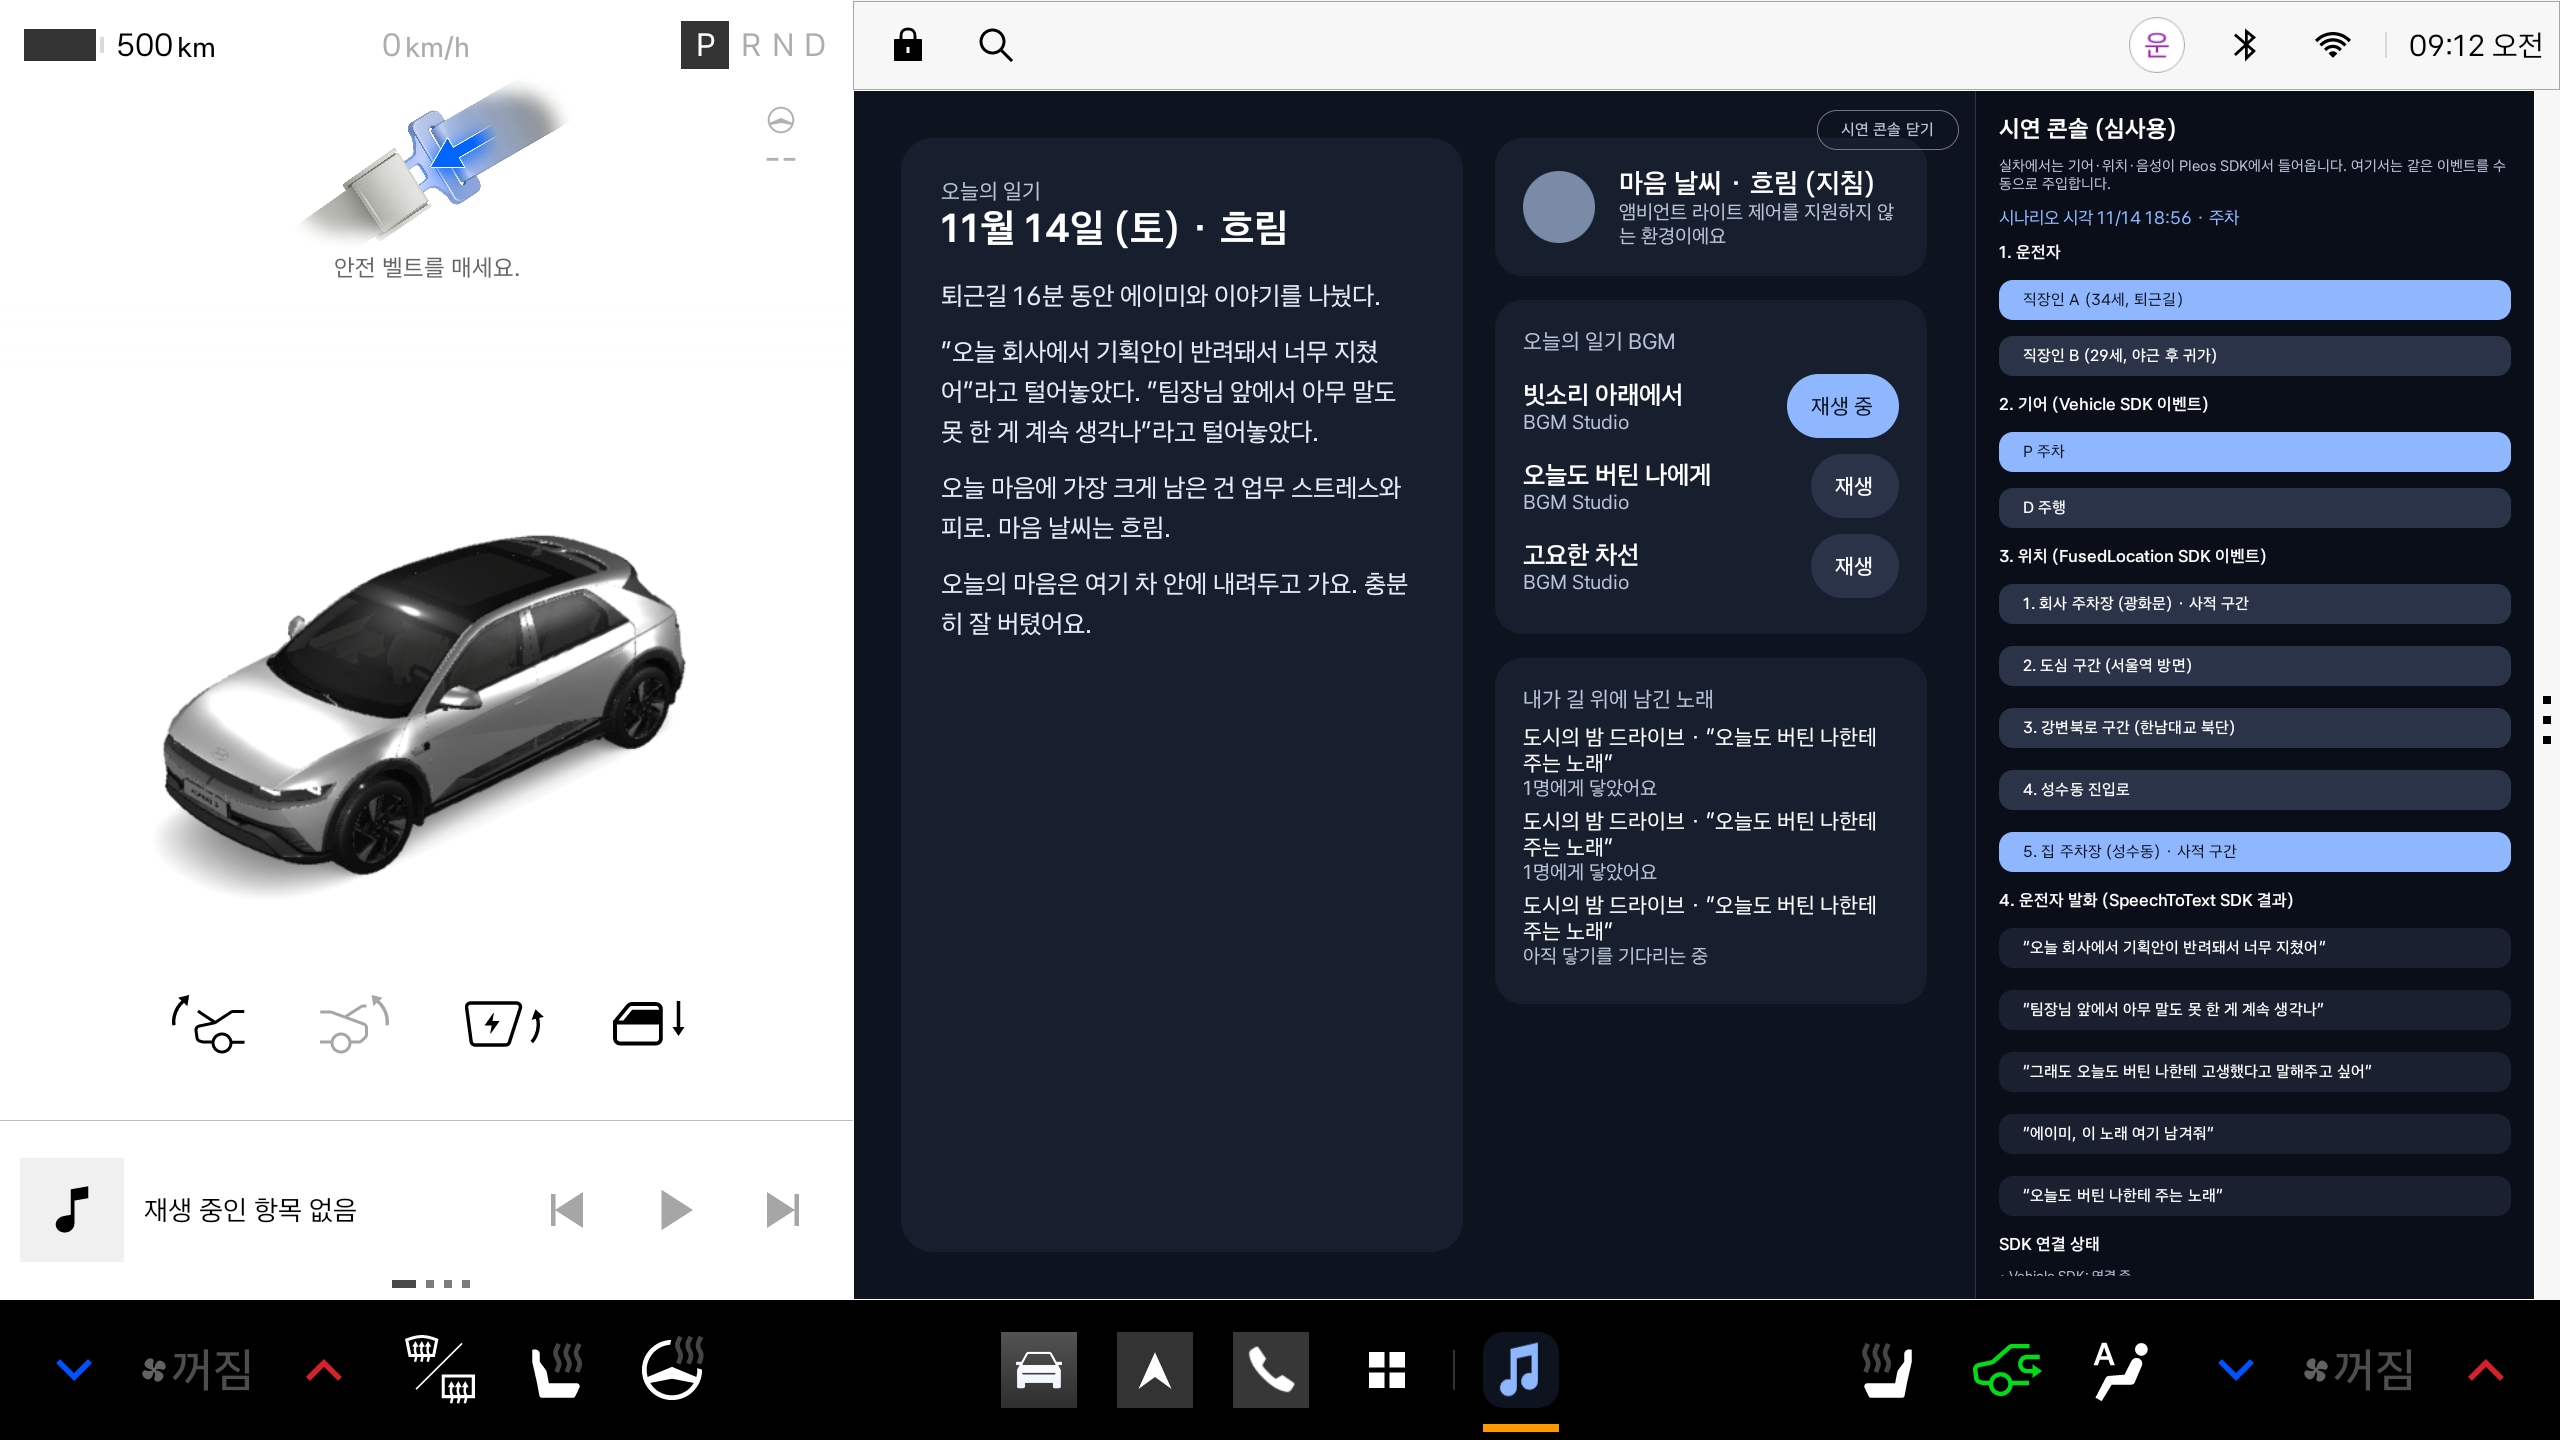 500 km
0 km/h
P R N D
안전 벨트를 매세요.
재생 중인 항목 없음
운
09:12 오전
시연 콘솔 닫기
오늘의 일기
11월 14일 (토) · 흐림
퇴근길 16분 동안 에이미와 이야기를 나눴다.
"오늘 회사에서 기획안이 반려돼서 너무 지쳤
어"라고 털어놓았다. "팀장님 앞에서 아무 말도
못 한 게 계속 생각나"라고 털어놓았다.
오늘 마음에 가장 크게 남은 건 업무 스트레스와
피로. 마음 날씨는 흐림.
오늘의 마음은 여기 차 안에 내려두고 가요. 충분
히 잘 버텼어요.
마음 날씨 · 흐림 (지침)
앰비언트 라이트 제어를 지원하지 않
는 환경이에요
오늘의 일기 BGM
빗소리 아래에서
BGM Studio
재생 중
오늘도 버틴 나에게
BGM Studio
재생
고요한 차선
BGM Studio
재생
내가 길 위에 남긴 노래
도시의 밤 드라이브 · "오늘도 버틴 나한테
주는 노래"
1명에게 닿았어요
도시의 밤 드라이브 · "오늘도 버틴 나한테
주는 노래"
1명에게 닿았어요
도시의 밤 드라이브 · "오늘도 버틴 나한테
주는 노래"
아직 닿기를 기다리는 중
시연 콘솔 (심사용)
실차에서는 기어·위치·음성이 Pleos SDK에서 들어옵니다. 여기서는 같은 이벤트를 수
동으로 주입합니다.
시나리오 시각 11/14 18:56 · 주차
1. 운전자
직장인 A (34세, 퇴근길)
직장인 B (29세, 야근 후 귀가)
2. 기어 (Vehicle SDK 이벤트)
P 주차
D 주행
3. 위치 (FusedLocation SDK 이벤트)
1. 회사 주차장 (광화문) · 사적 구간
2. 도심 구간 (서울역 방면)
3. 강변북로 구간 (한남대교 북단)
4. 성수동 진입로
5. 집 주차장 (성수동) · 사적 구간
4. 운전자 발화 (SpeechToText SDK 결과)
"오늘 회사에서 기획안이 반려돼서 너무 지쳤어"
"팀장님 앞에서 아무 말도 못 한 게 계속 생각나"
"그래도 오늘도 버틴 나한테 고생했다고 말해주고 싶어"
"에이미, 이 노래 여기 남겨줘"
"오늘도 버틴 나한테 주는 노래"
SDK 연결 상태
꺼짐
A
꺼짐